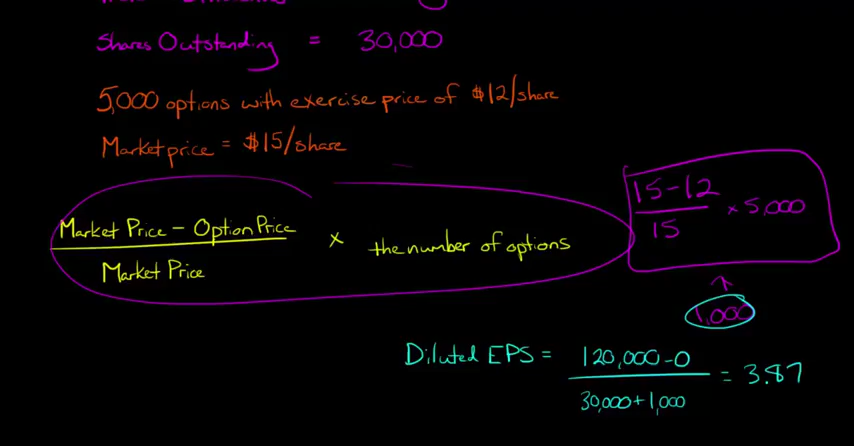 Shares Outstanding = 30,000
5,000 options with exercise price of $12/share
Market price = $15/share
15-12
15
× 5,000
Market Price - Option Price
Market Price
× the number of options
1,000
Diluted EPS = 120,000-0
30,000+1,000
= 3.87